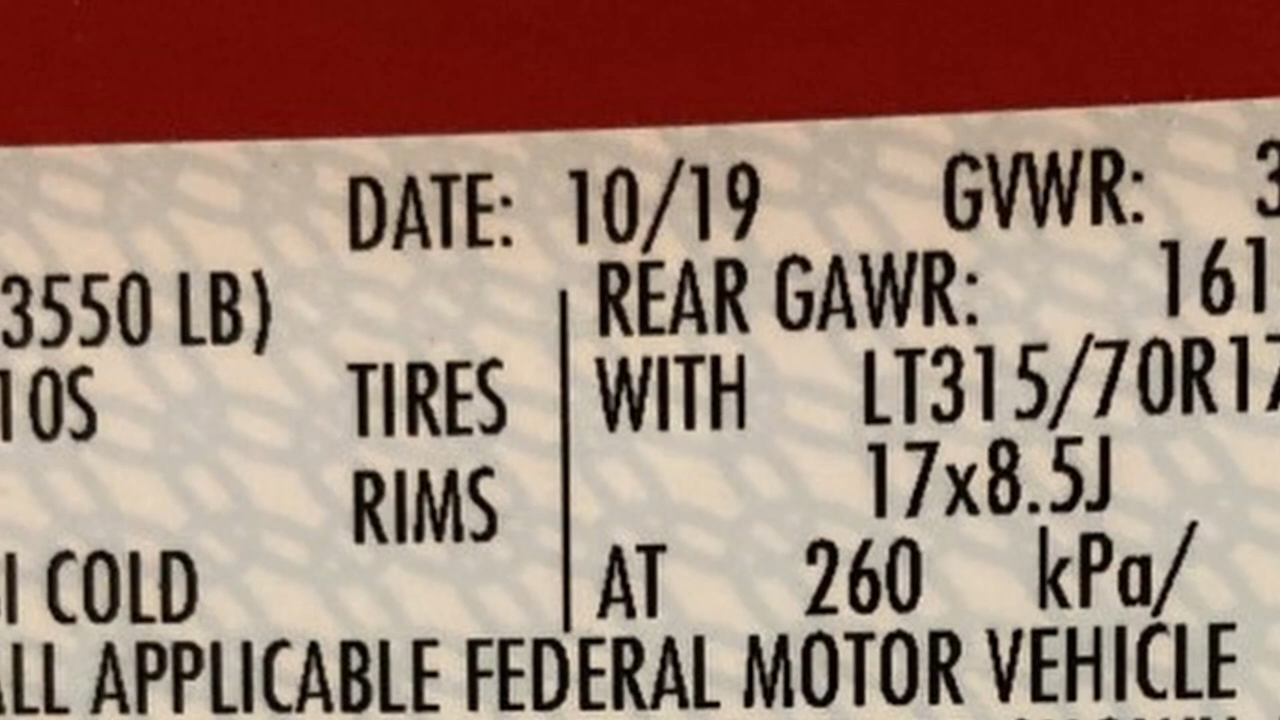 DATE: 10/19 GVWR: 3
3550 LB) REAR GAWR: 161
10S TIRES WITH LT315/70R17
RIMS 17x8.5J
I COLD AT 260 kPa/
ALL APPLICABLE FEDERAL MOTOR VEHICLE